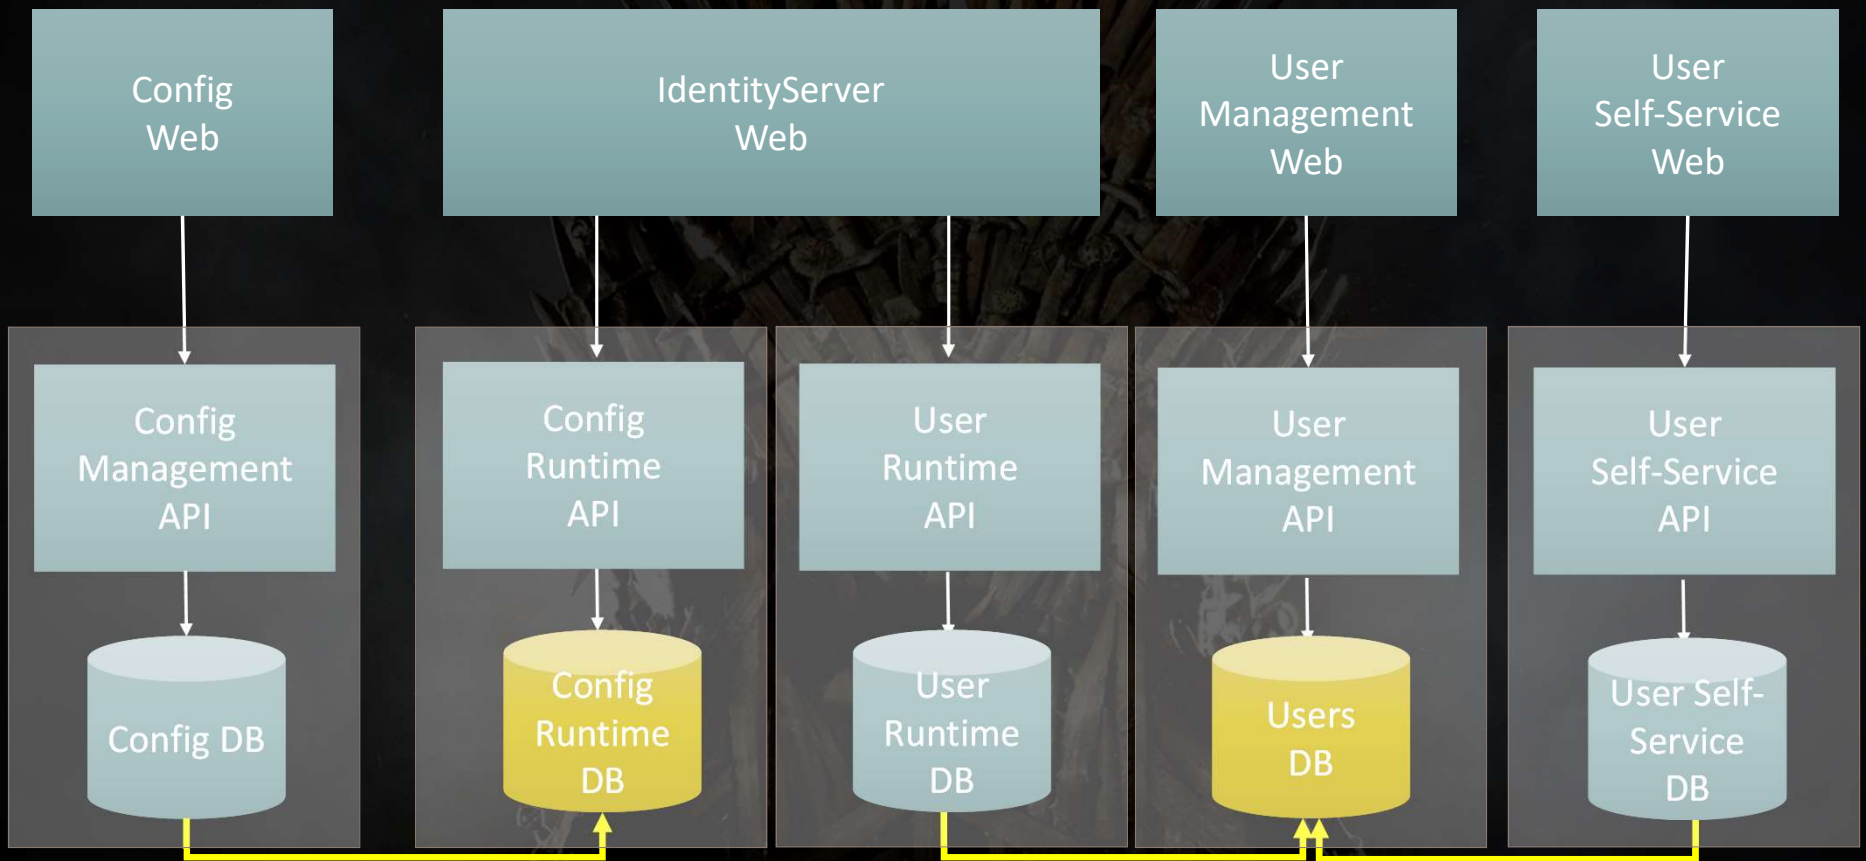 Config
Web
IdentityServer
Web
User
Management
Web
User
Self-Service
Web
Config
Management
API
Config
Runtime
API
User
Runtime
API
User
Management
API
User
Self-Service
API
Config DB
Config
Runtime
DB
User
Runtime
DB
Users
DB
User Self-
Service
DB